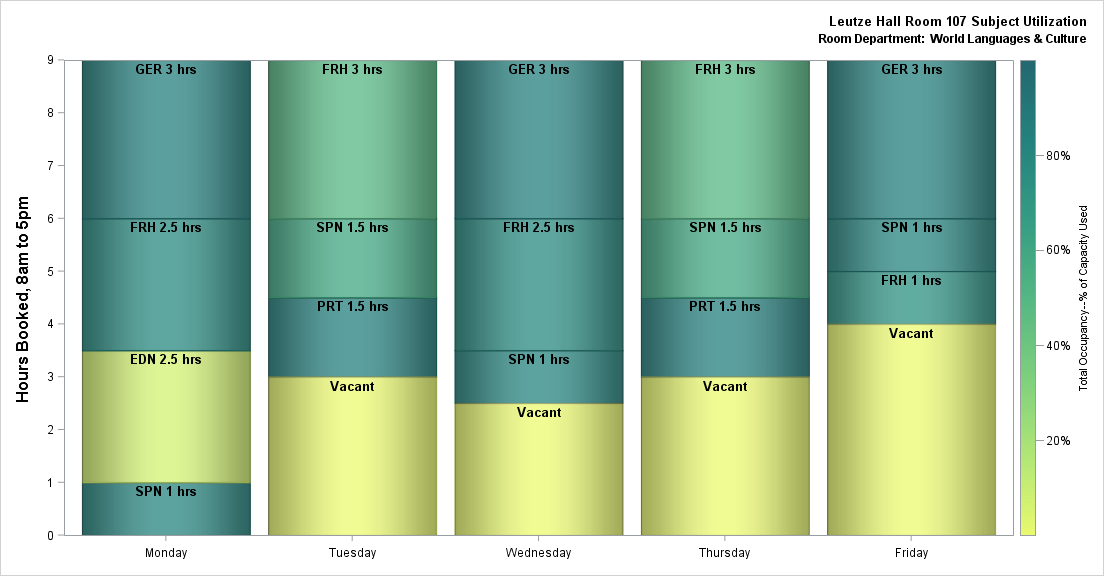 Leutze Hall Room 107 Subject Utilization
Room Department: World Languages & Culture
Hours Booked, 8am to 5pm
9
8
7
6
5
4
3
2
1
0
GER 3 hrs
FRH 2.5 hrs
EDN 2.5 hrs
SPN 1 hrs
FRH 3 hrs
SPN 1.5 hrs
PRT 1.5 hrs
Vacant
GER 3 hrs
FRH 2.5 hrs
SPN 1 hrs
Vacant
FRH 3 hrs
SPN 1.5 hrs
PRT 1.5 hrs
Vacant
GER 3 hrs
SPN 1 hrs
FRH 1 hrs
Vacant
Monday
Tuesday
Wednesday
Thursday
Friday
80%
60%
40%
20%
Total Occupancy--% of Capacity Used